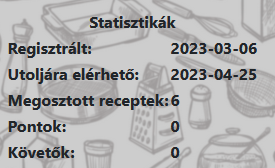 Statisztikák
Regisztrált: 2023-03-06
Utoljára elérhető: 2023-04-25
Megosztott receptek: 6
Pontok: 0
Követők: 0